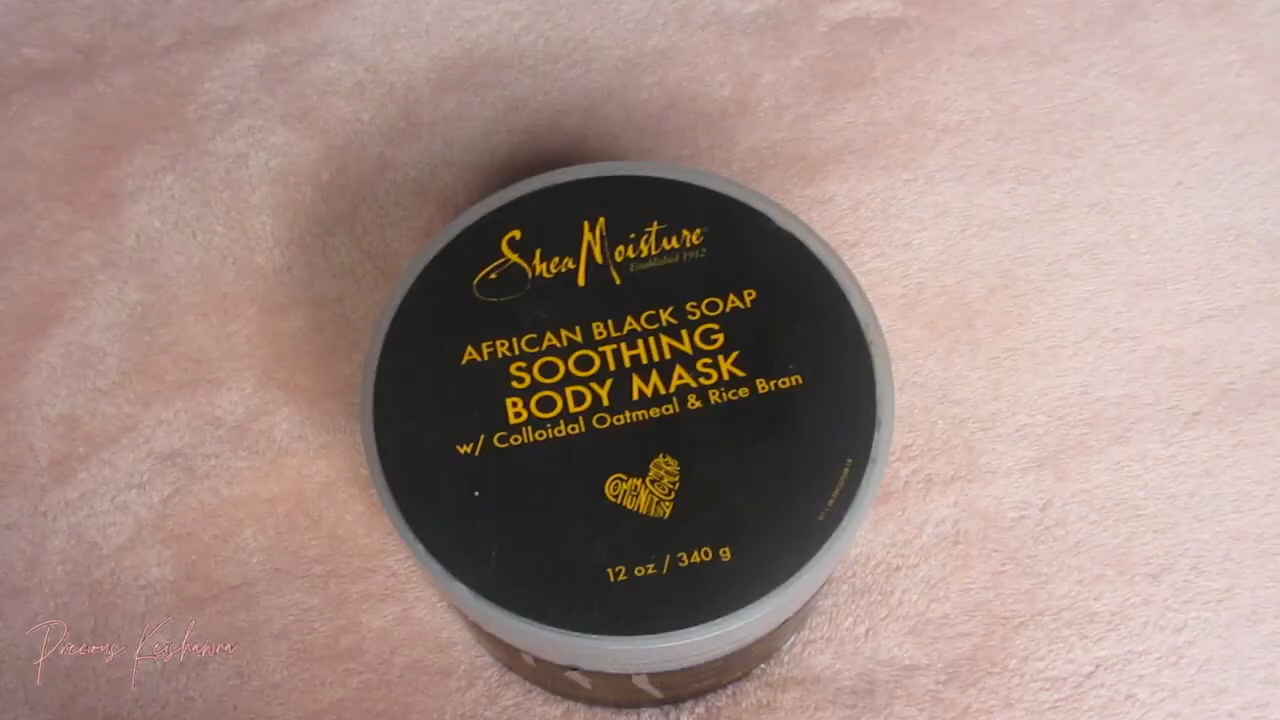 SheaMoisture
Established 1912
AFRICAN BLACK SOAP
SOOTHING
BODY MASK
w/ Colloidal Oatmeal & Rice Bran
COMMUNITY
COMMERCE
12 oz / 340 g
Precious Keishawna